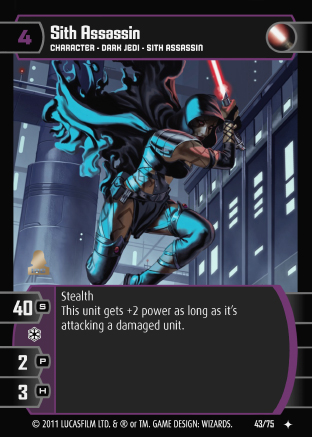 4
Sith Assassin
CHARACTER - DARK JEDI - SITH ASSASSIN
40 S
Stealth
This unit gets +2 power as long as it's
attacking a damaged unit.
2 P
3 H
© 2011 LUCASFILM LTD. & ® or TM. GAME DESIGN: WIZARDS. 43/75